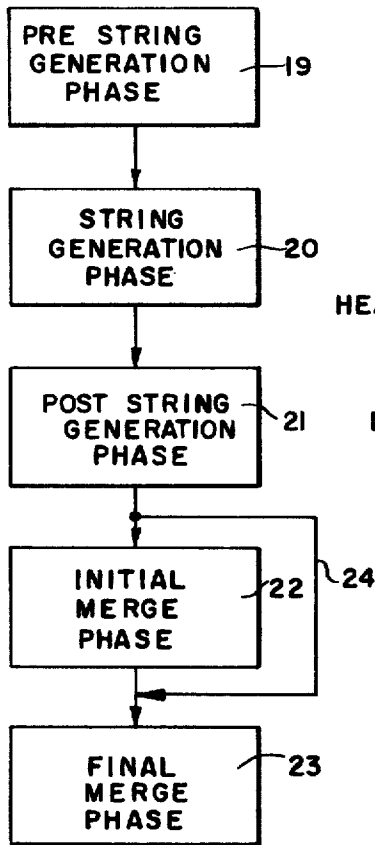 PRE STRING
GENERATION
PHASE
19
STRING
GENERATION
PHASE
20
HE
POST STRING
GENERATION
PHASE
21
INITIAL
MERGE
PHASE
22
24
FINAL
MERGE
PHASE
23